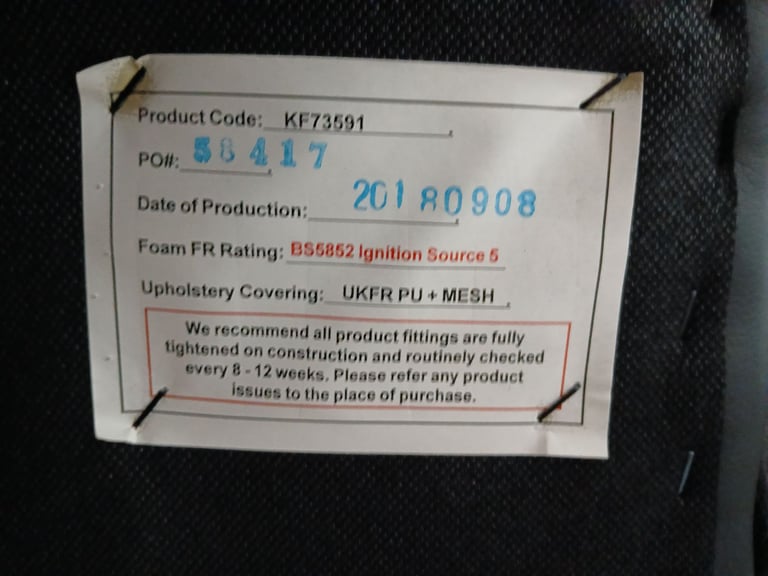 Product Code: KF73591
PO#: 58417
Date of Production: 20180908
Foam FR Rating: BS5852 Ignition Source 5
Upholstery Covering: UKFR PU + MESH
We recommend all product fittings are fully
tightened on construction and routinely checked
every 8 - 12 weeks. Please refer any product
issues to the place of purchase.